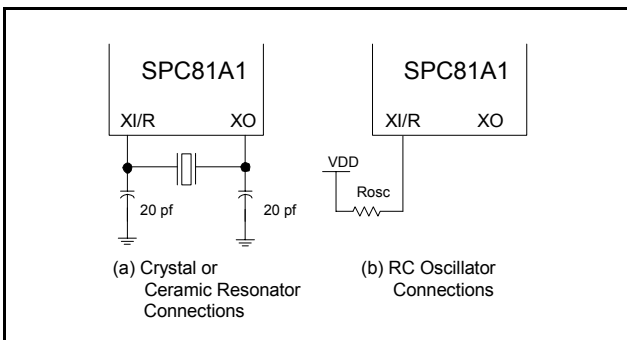 SPC81A1
XI/R XO
20 pf 20 pf
(a) Crystal or
Ceramic Resonator
Connections
SPC81A1
XI/R XO
VDD
Rosc
(b) RC Oscillator
Connections